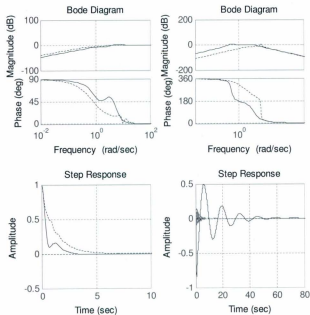 Bode Diagram
Magnitude (dB)
100
0
-100
Phase (deg)
90
45
0
10^-2
10^0
10^2
Frequency (rad/sec)
Bode Diagram
Magnitude (dB)
200
0
-200
Phase (deg)
360
180
0
10^0
Frequency (rad/sec)
Step Response
Amplitude
1
0.5
0
-0.5
0
5
10
Time (sec)
Step Response
Amplitude
0.5
0
-0.5
-1
0
20
40
60
80
Time (sec)